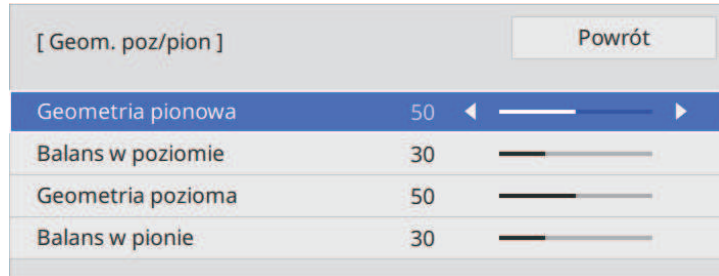 [ Geom. poz/pion ]
Powrót
Geometria pionowa 50
Balans w poziomie 30
Geometria pozioma 50
Balans w pionie 30